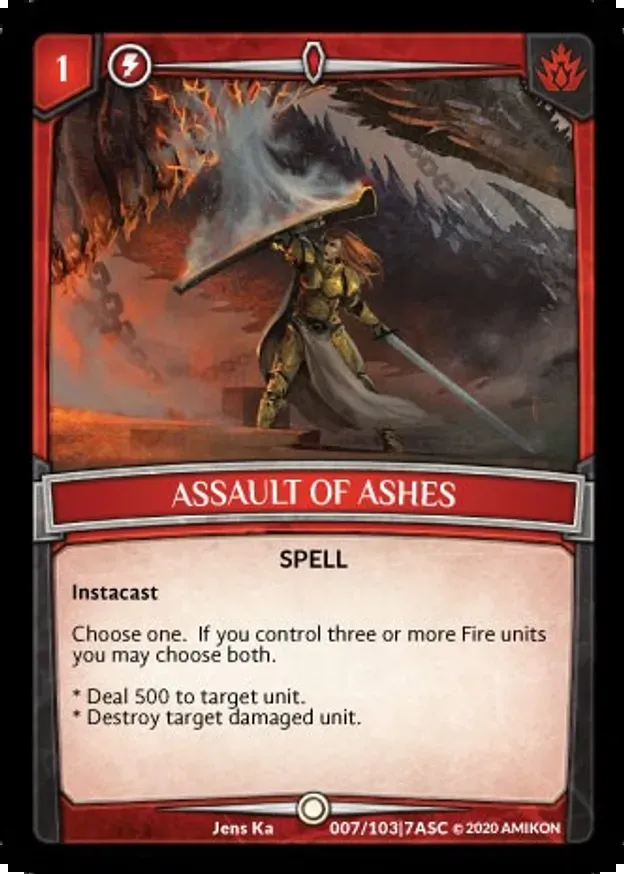 1
ASSAULT OF ASHES
SPELL
Instacast
Choose one. If you control three or more Fire units
you may choose both.
* Deal 500 to target unit.
* Destroy target damaged unit.
Jens Ka 007/103|7ASC © 2020 AMIKON